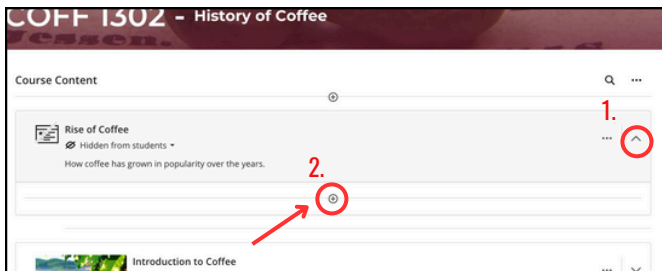 COFF 1302 - History of Coffee
Course Content
1.
Rise of Coffee
Hidden from students
How coffee has grown in popularity over the years.
2.
Introduction to Coffee